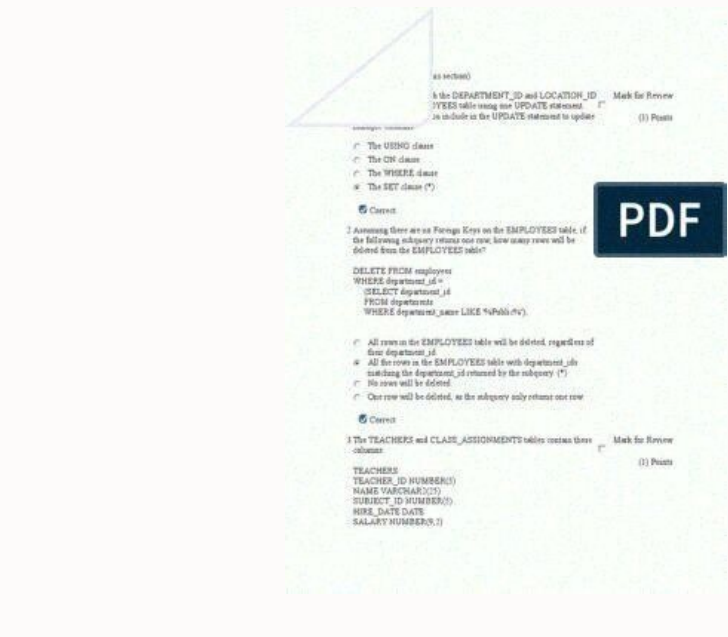 as section)
h the DEPARTMENT_ID and LOCATION_ID
OYEES table using one UPDATE statement.
include in the UPDATE statement to update
Mark for Review
(1) Points
The USING clause
The ON clause
The WHERE clause
The SET clause (*)
Correct
2 Assuming there are no Foreign Keys on the EMPLOYEES table, if
the following subquery returns one row, how many rows will be
deleted from the EMPLOYEES table?
PDF
DELETE FROM employees
WHERE department_id =
(SELECT department_id
FROM departments
WHERE department_name LIKE '%Public%');
All rows in the EMPLOYEES table will be deleted, regardless of
their department_id
All the rows in the EMPLOYEES table with department_ids
matching the department_id returned by the subquery (*)
No rows will be deleted
One row will be deleted, as the subquery only returns one row
Correct
3 The TEACHERS and CLASS_ASSIGNMENTS tables contain these
columns
Mark for Review
(1) Points
TEACHERS
TEACHER_ID NUMBER(5)
NAME VARCHAR2(25)
SUBJECT_ID NUMBER(5)
HIRE_DATE DATE
SALARY NUMBER(9,2)